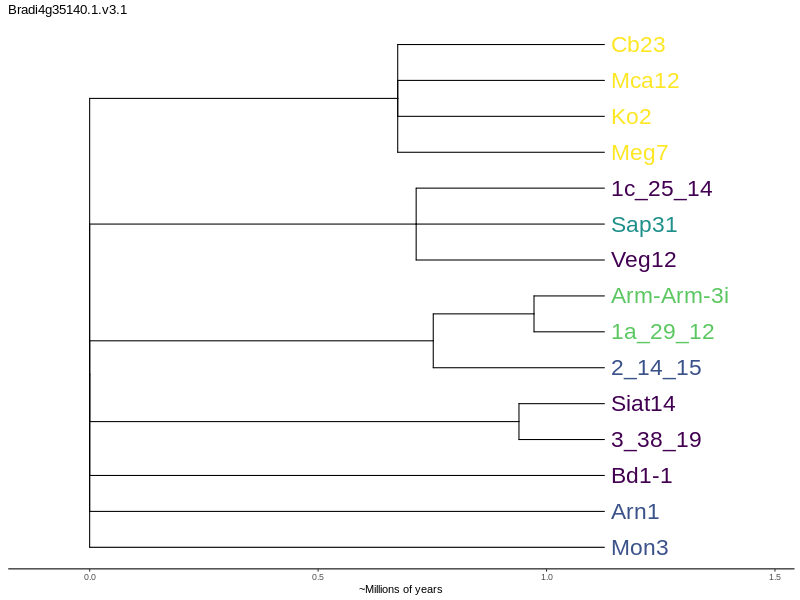 Bradi4g35140.1.v3.1
Cb23
Mca12
Ko2
Meg7
1c_25_14
Sap31
Veg12
Arm-Arm-3i
1a_29_12
2_14_15
Siat14
3_38_19
Bd1-1
Arn1
Mon3
0.0 0.5 1.0 1.5
~Millions of years